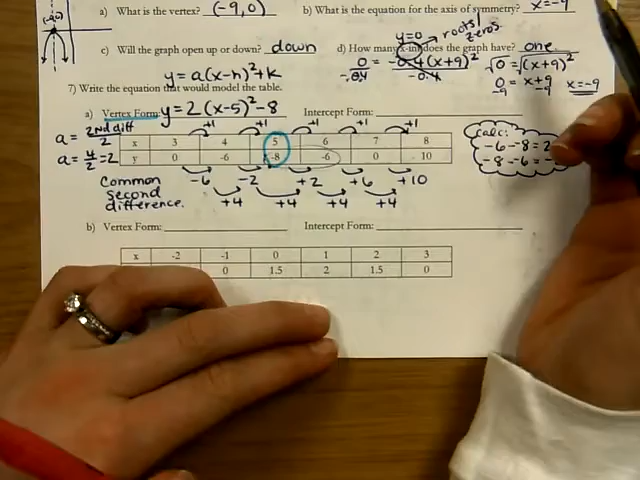 a) What is the vertex? (-9,0)
b) What is the equation for the axis of symmetry? x=-9
(-9,0)
c) Will the graph open up or down? down
y=0 roots/ zeros
d) How many x-int does the graph have? one
0 = -0.4(x+9)²
-0.4 -0.4
√0 = √(x+9)²
0 = x+9
-9 -9
x=-9
y = a(x-h)²+k
7) Write the equation that would model the table.
a) Vertex Form: y=2(x-5)²-8
Intercept Form:
a = 2nd diff / 2
a = 4/2 = 2
+1 +1 +1 +1 +1
x 3 4 5 6 7 8
y 0 -6 -8 -6 0 10
-6 -2 +2 +6 +10
+4 +4 +4 +4
Common second difference.
Calc:
-6--8=2
-8--6=-
b) Vertex Form:
Intercept Form:
x -2 -1 0 1 2 3
0 1.5 2 1.5 0